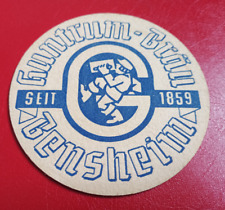 Guntrum-Bräu
SEIT 1859
G
Bensheim